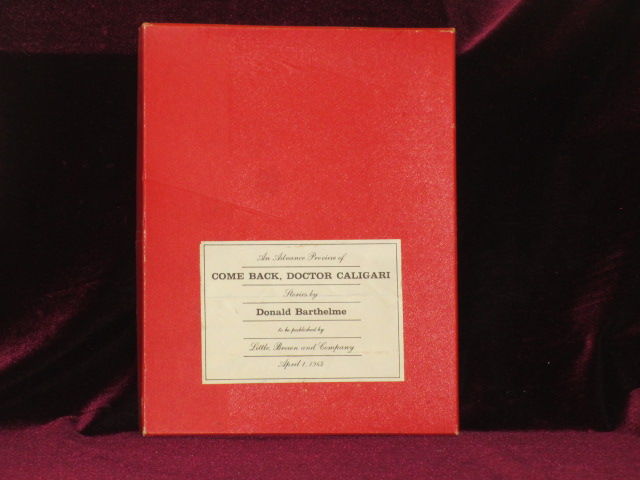 An Advance Preview of
COME BACK, DOCTOR CALIGARI
Stories by
Donald Barthelme
to be published by
Little, Brown and Company
April 1,